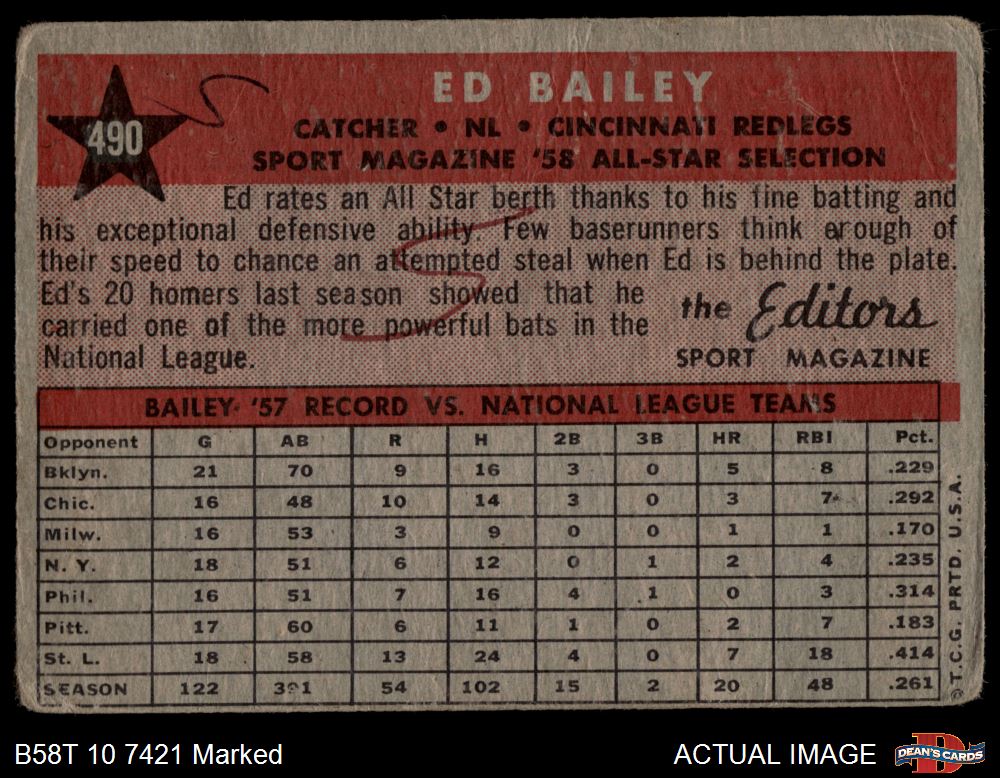 490
ED BAILEY
CATCHER • NL • CINCINNATI REDLEGS
SPORT MAGAZINE '58 ALL-STAR SELECTION
Ed rates an All Star berth thanks to his fine batting and
his exceptional defensive ability. Few baserunners think enough of
their speed to chance an attempted steal when Ed is behind the plate.
Ed's 20 homers last season showed that he
carried one of the more powerful bats in the
National League.
the Editors
SPORT MAGAZINE
BAILEY '57 RECORD VS. NATIONAL LEAGUE TEAMS
Opponent G AB R H 2B 3B HR RBI Pct.
Bklyn. 21 70 9 16 3 0 5 8 .229
Chic. 16 48 10 14 3 0 3 7 .292
Milw. 16 53 3 9 0 0 1 1 .170
N. Y. 18 51 6 12 0 1 2 4 .235
Phil. 16 51 7 16 4 1 0 3 .314
Pitt. 17 60 6 11 1 0 2 7 .183
St. L. 18 58 13 24 4 0 7 18 .414
SEASON 122 391 54 102 15 2 20 48 .261
© T.C.G. PRTD. U.S.A.
B58T 10 7421 Marked
ACTUAL IMAGE
DEAN'S CARDS